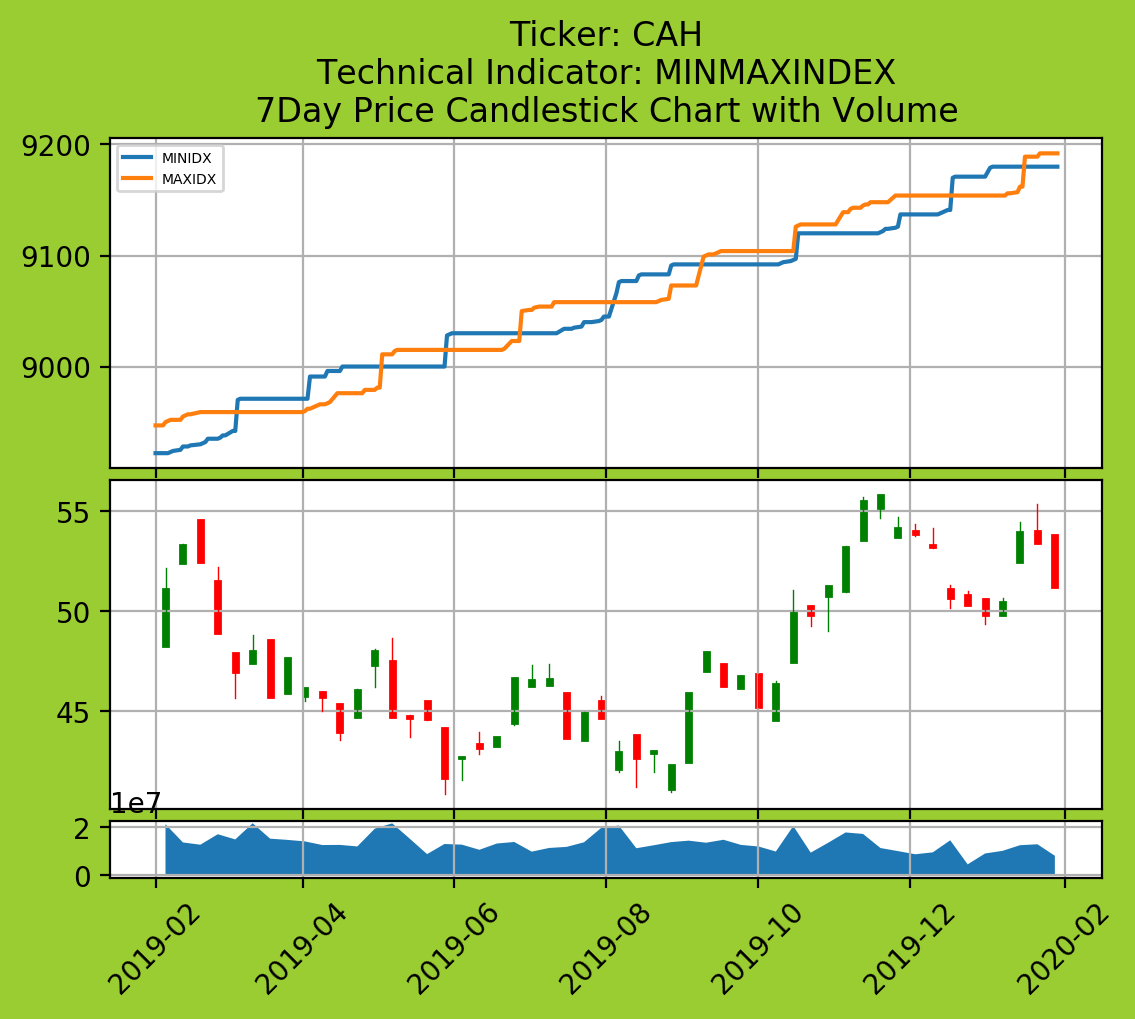 Ticker: CAH
Technical Indicator: MINMAXINDEX
7Day Price Candlestick Chart with Volume
9200
9100
9000
MINIDX
MAXIDX
55
50
45
1e7
2
0
2019-02
2019-04
2019-06
2019-08
2019-10
2019-12
2020-02